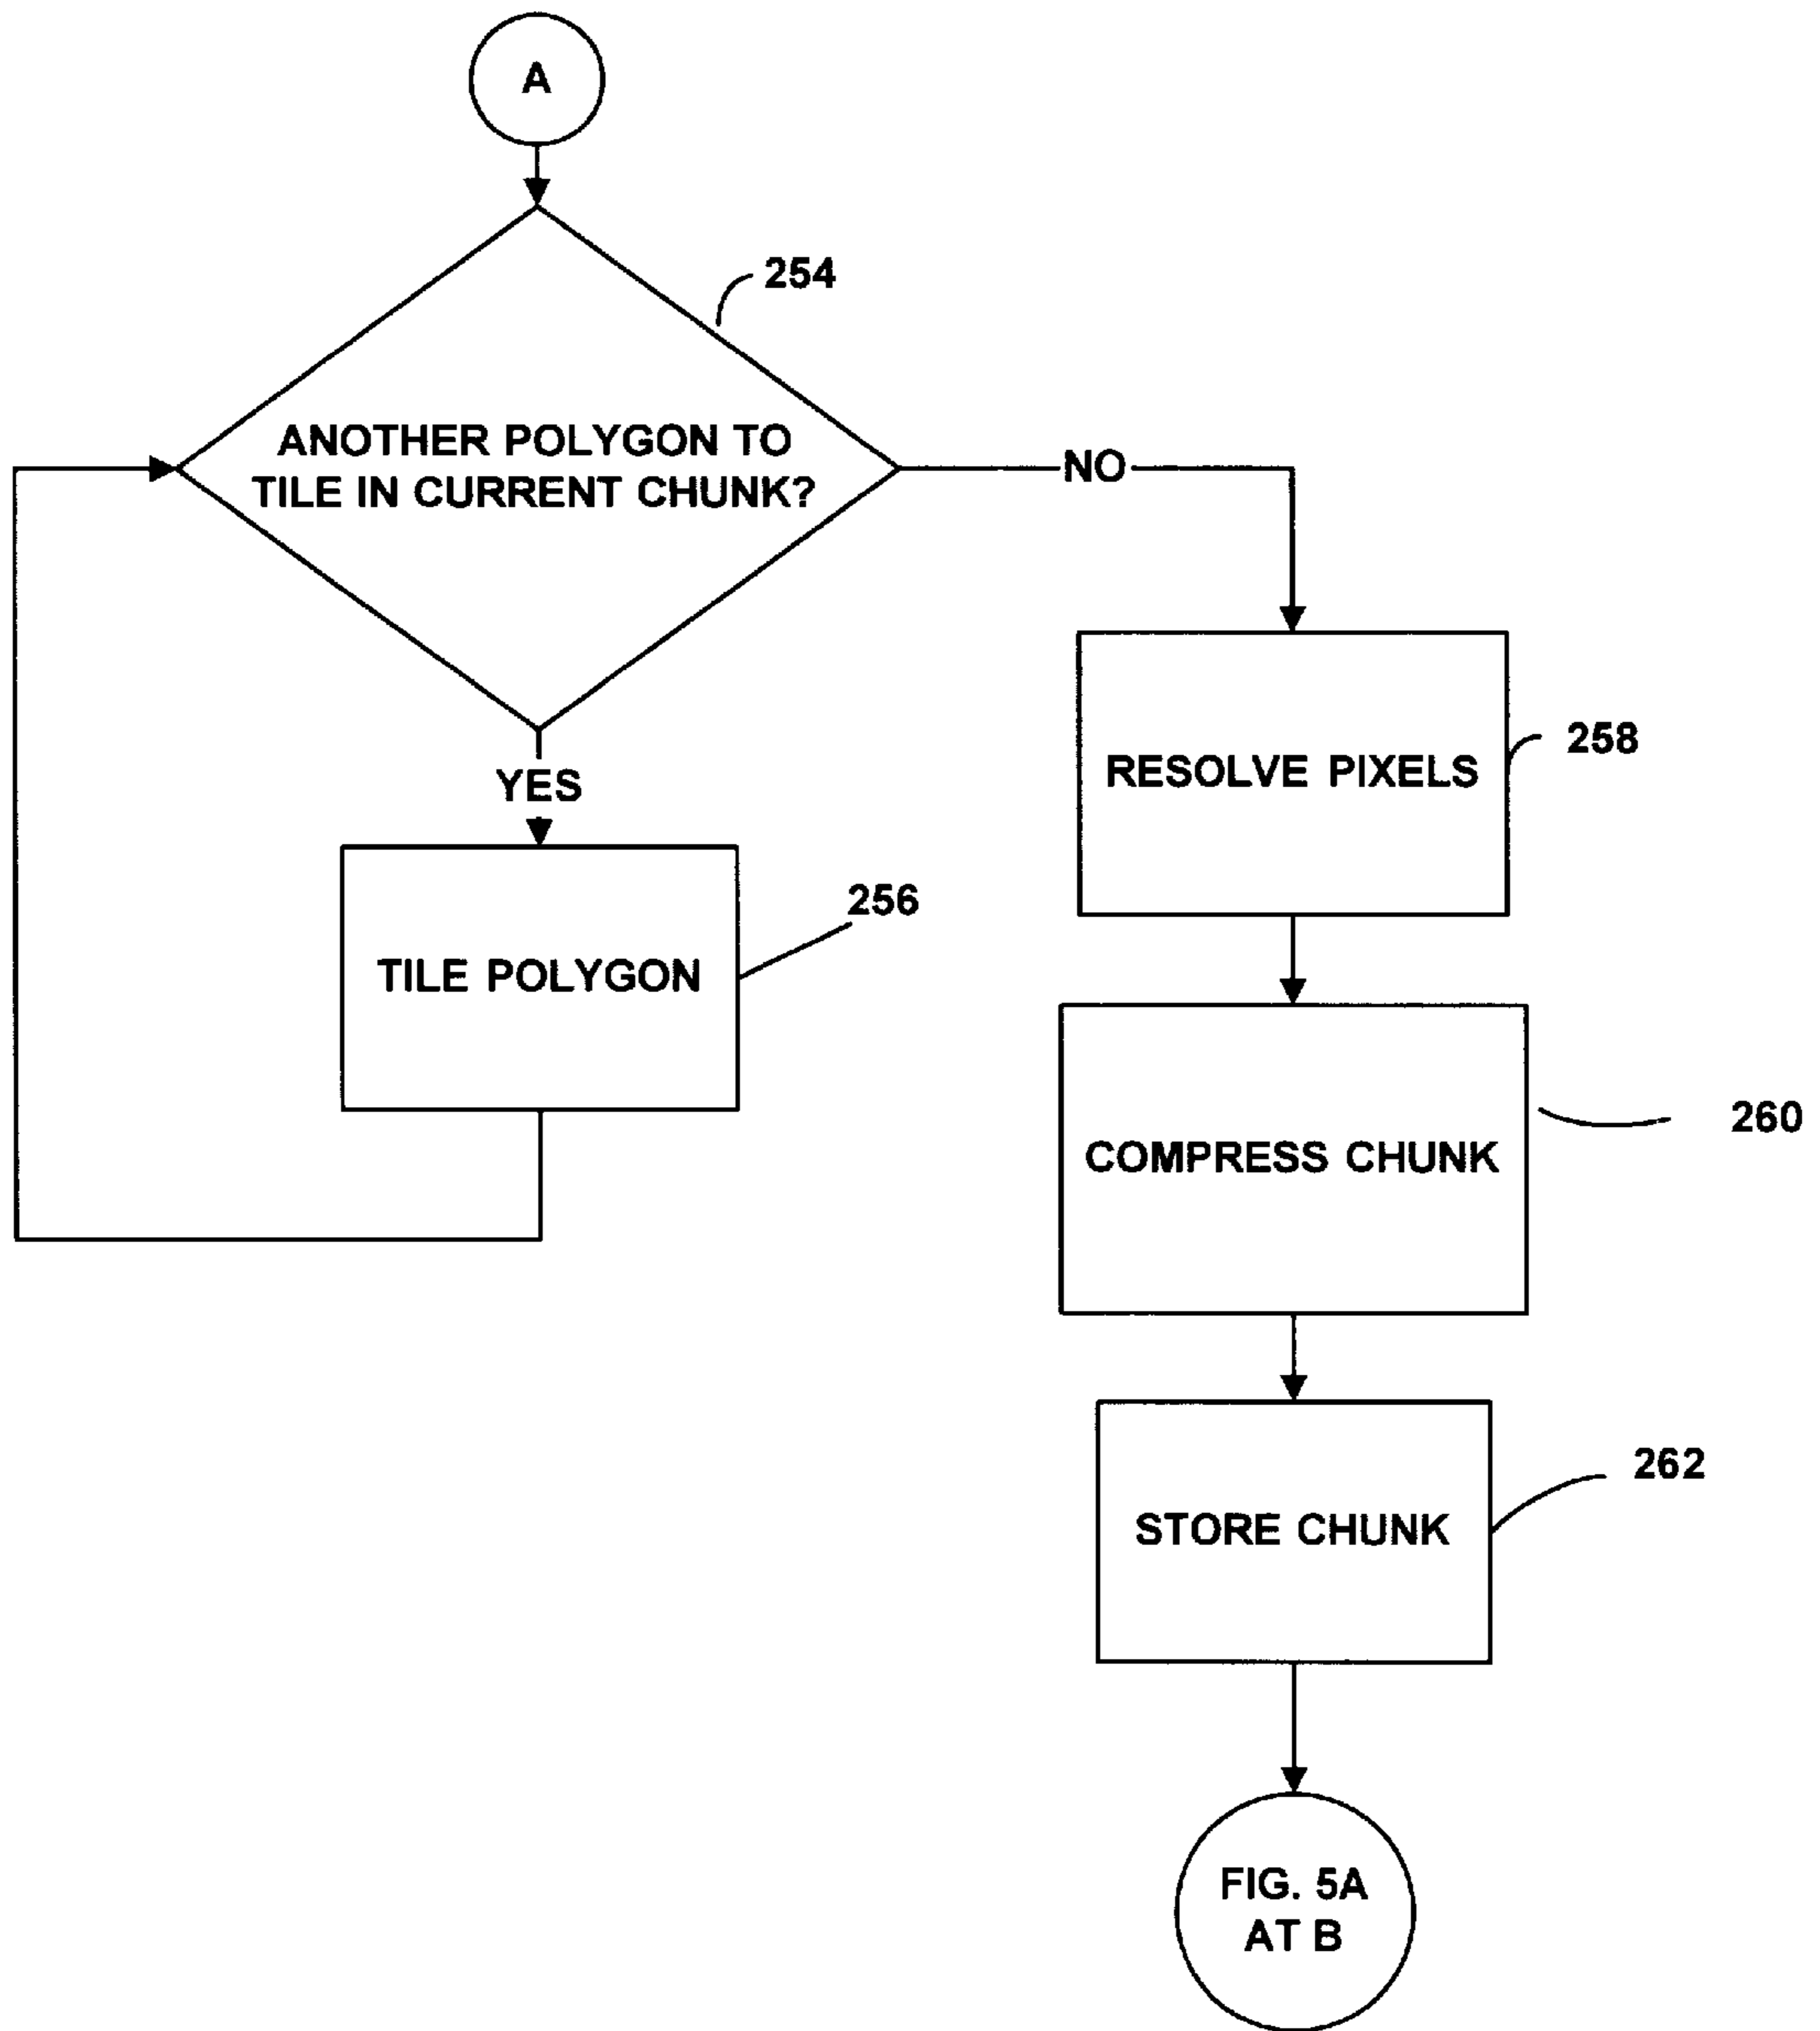 A
254
ANOTHER POLYGON TO
TILE IN CURRENT CHUNK?
NO
YES
258
RESOLVE PIXELS
256
TILE POLYGON
260
COMPRESS CHUNK
262
STORE CHUNK
FIG. 5A
AT B